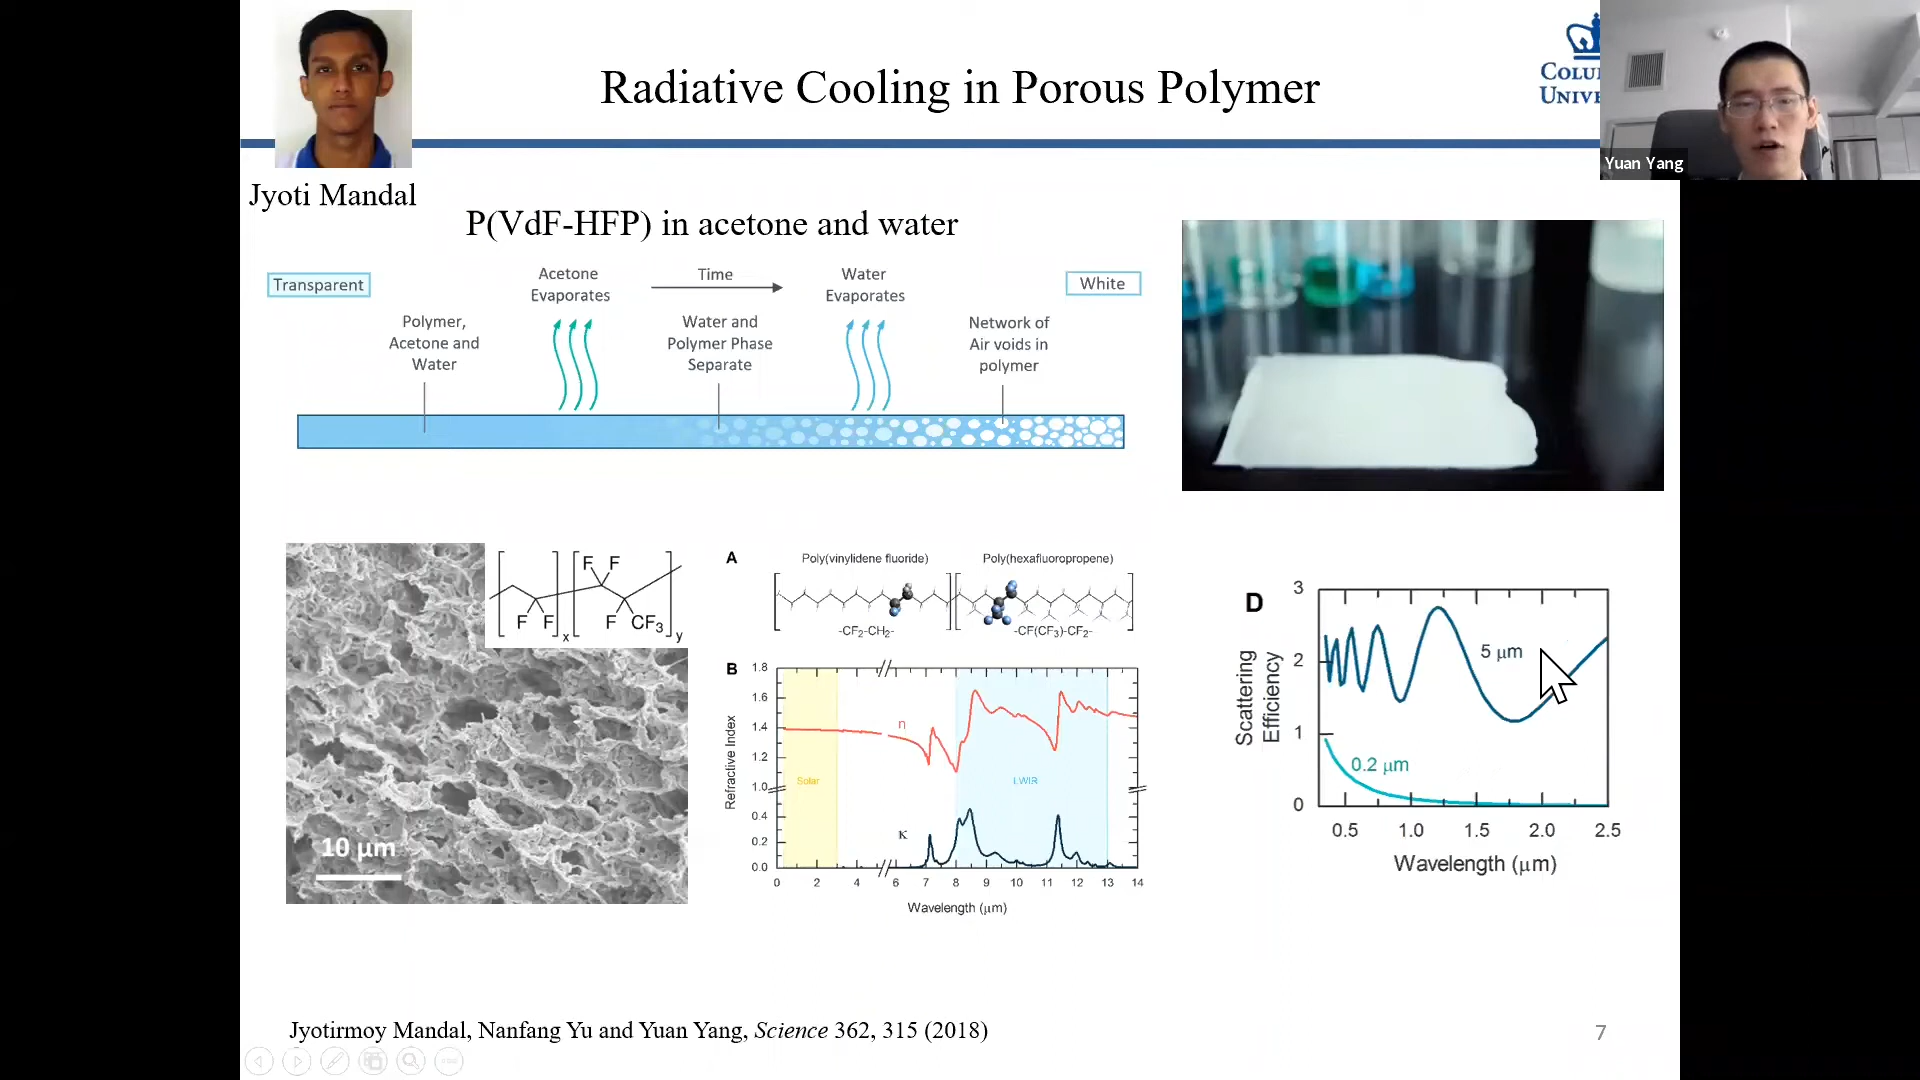 Radiative Cooling in Porous Polymer
Yuan Yang
Jyoti Mandal
P(VdF-HFP) in acetone and water
Transparent
Acetone
Evaporates
Time
Water
Evaporates
White
Polymer,
Acetone and
Water
Water and
Polymer Phase
Separate
Network of
Air voids in
polymer
F F
F F
F CF3
x
y
10 μm
A
Poly(vinylidene fluoride)
Poly(hexafluoropropene)
-CF2-CH2-
-CF(CF3)-CF2-
B
Refractive Index
1.8
1.6
1.4
1.2
1.0
0.4
0.2
0.0
n
κ
Solar
LWIR
0 2 4 6 7 8 9 10 11 12 13 14
Wavelength (μm)
D
Scattering
Efficiency
3
2
1
0
5 μm
0.2 μm
0.5 1.0 1.5 2.0 2.5
Wavelength (μm)
Jyotirmoy Mandal, Nanfang Yu and Yuan Yang, Science 362, 315 (2018)
7